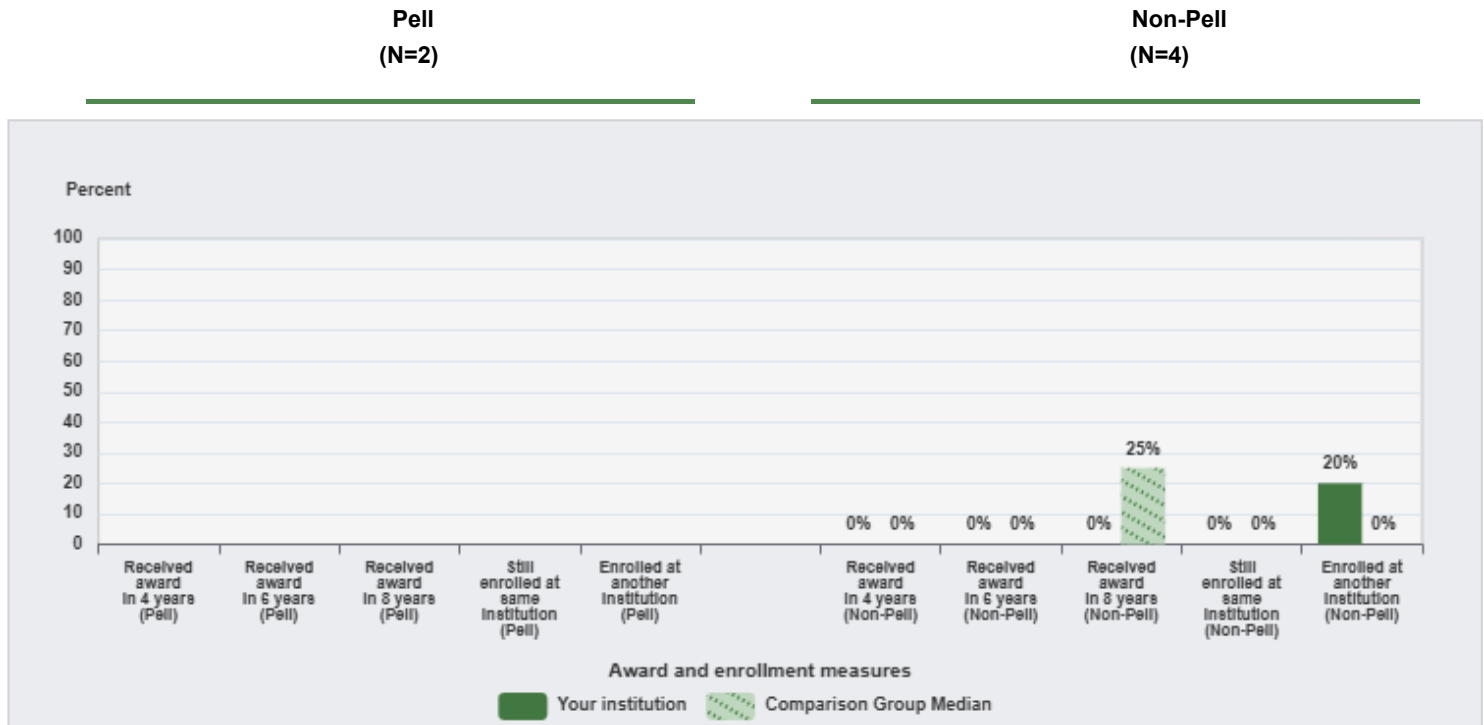 Pell
(N=2)
Non-Pell
(N=4)
Percent
100
90
80
70
60
50
40
30
20
10
0
0% 0%
0% 0%
0% 25%
0% 0%
20% 0%
Received
award
in 4 years
(Pell)
Received
award
in 6 years
(Pell)
Received
award
in 8 years
(Pell)
Still
enrolled at
same
institution
(Pell)
Enrolled at
another
institution
(Pell)
Received
award
in 4 years
(Non-Pell)
Received
award
in 6 years
(Non-Pell)
Received
award
in 8 years
(Non-Pell)
Still
enrolled at
same
institution
(Non-Pell)
Enrolled at
another
institution
(Non-Pell)
Award and enrollment measures
Your institution
Comparison Group Median